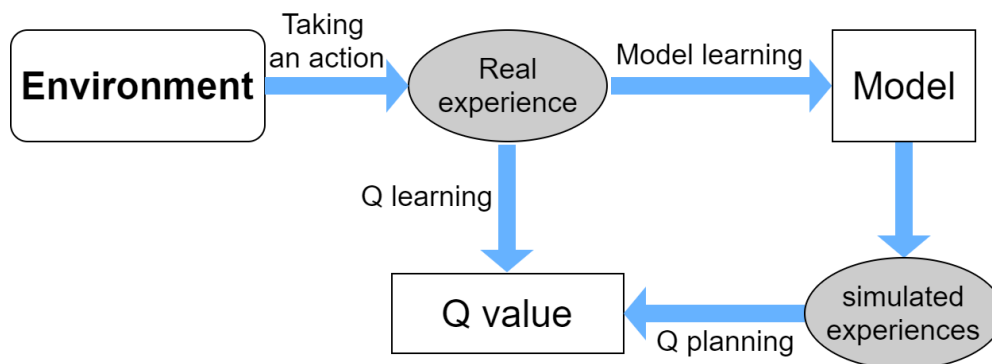 Taking
an action
Environment
Real
experience
Model learning
Model
Q learning
Q value
Q planning
simulated
experiences